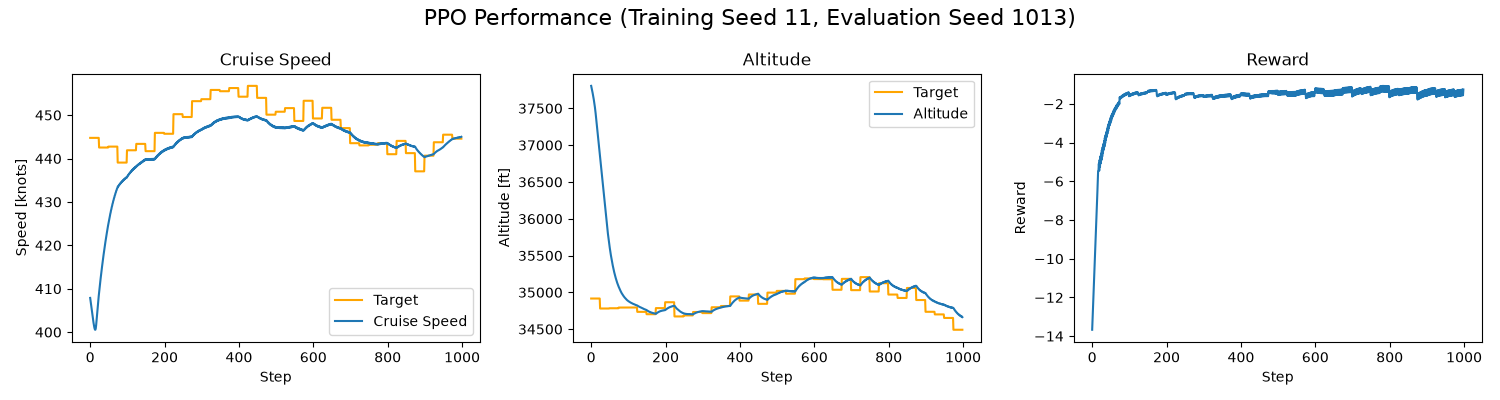 PPO Performance (Training Seed 11, Evaluation Seed 1013)
Cruise Speed
Speed [knots]
450
440
430
420
410
400
Target
Cruise Speed
0 200 400 600 800 1000
Step
Altitude
Altitude [ft]
37500
37000
36500
36000
35500
35000
34500
Target
Altitude
0 200 400 600 800 1000
Step
Reward
Reward
−2
−4
−6
−8
−10
−12
−14
0 200 400 600 800 1000
Step